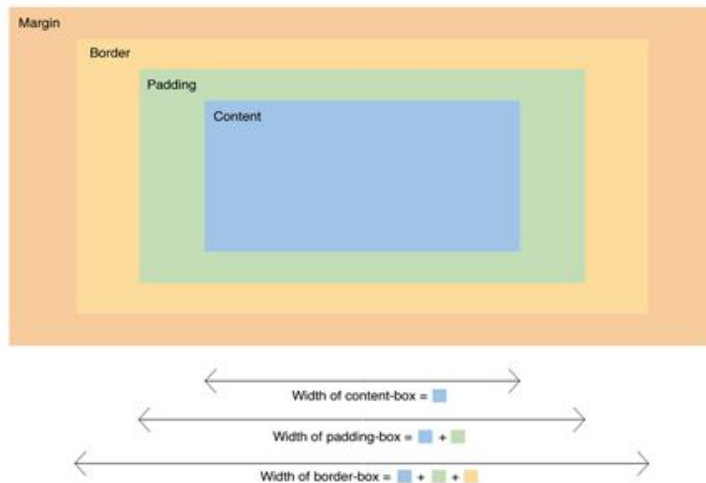 Margin
Border
Padding
Content
Width of content-box =
Width of padding-box = +
Width of border-box = + +